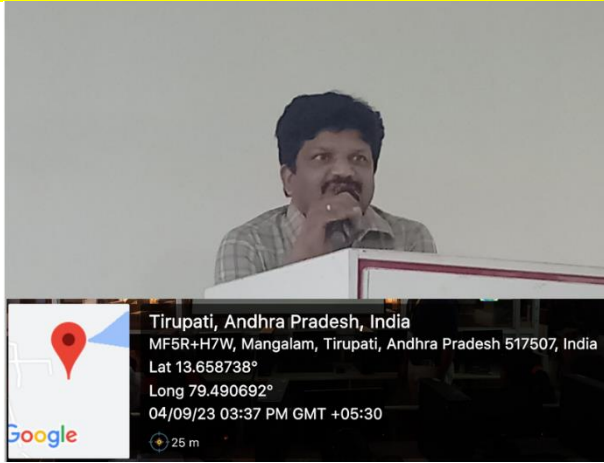 Tirupati, Andhra Pradesh, India
MF5R+H7W, Mangalam, Tirupati, Andhra Pradesh 517507, India
Lat 13.658738°
Long 79.490692°
04/09/23 03:37 PM GMT +05:30
Google
25 m